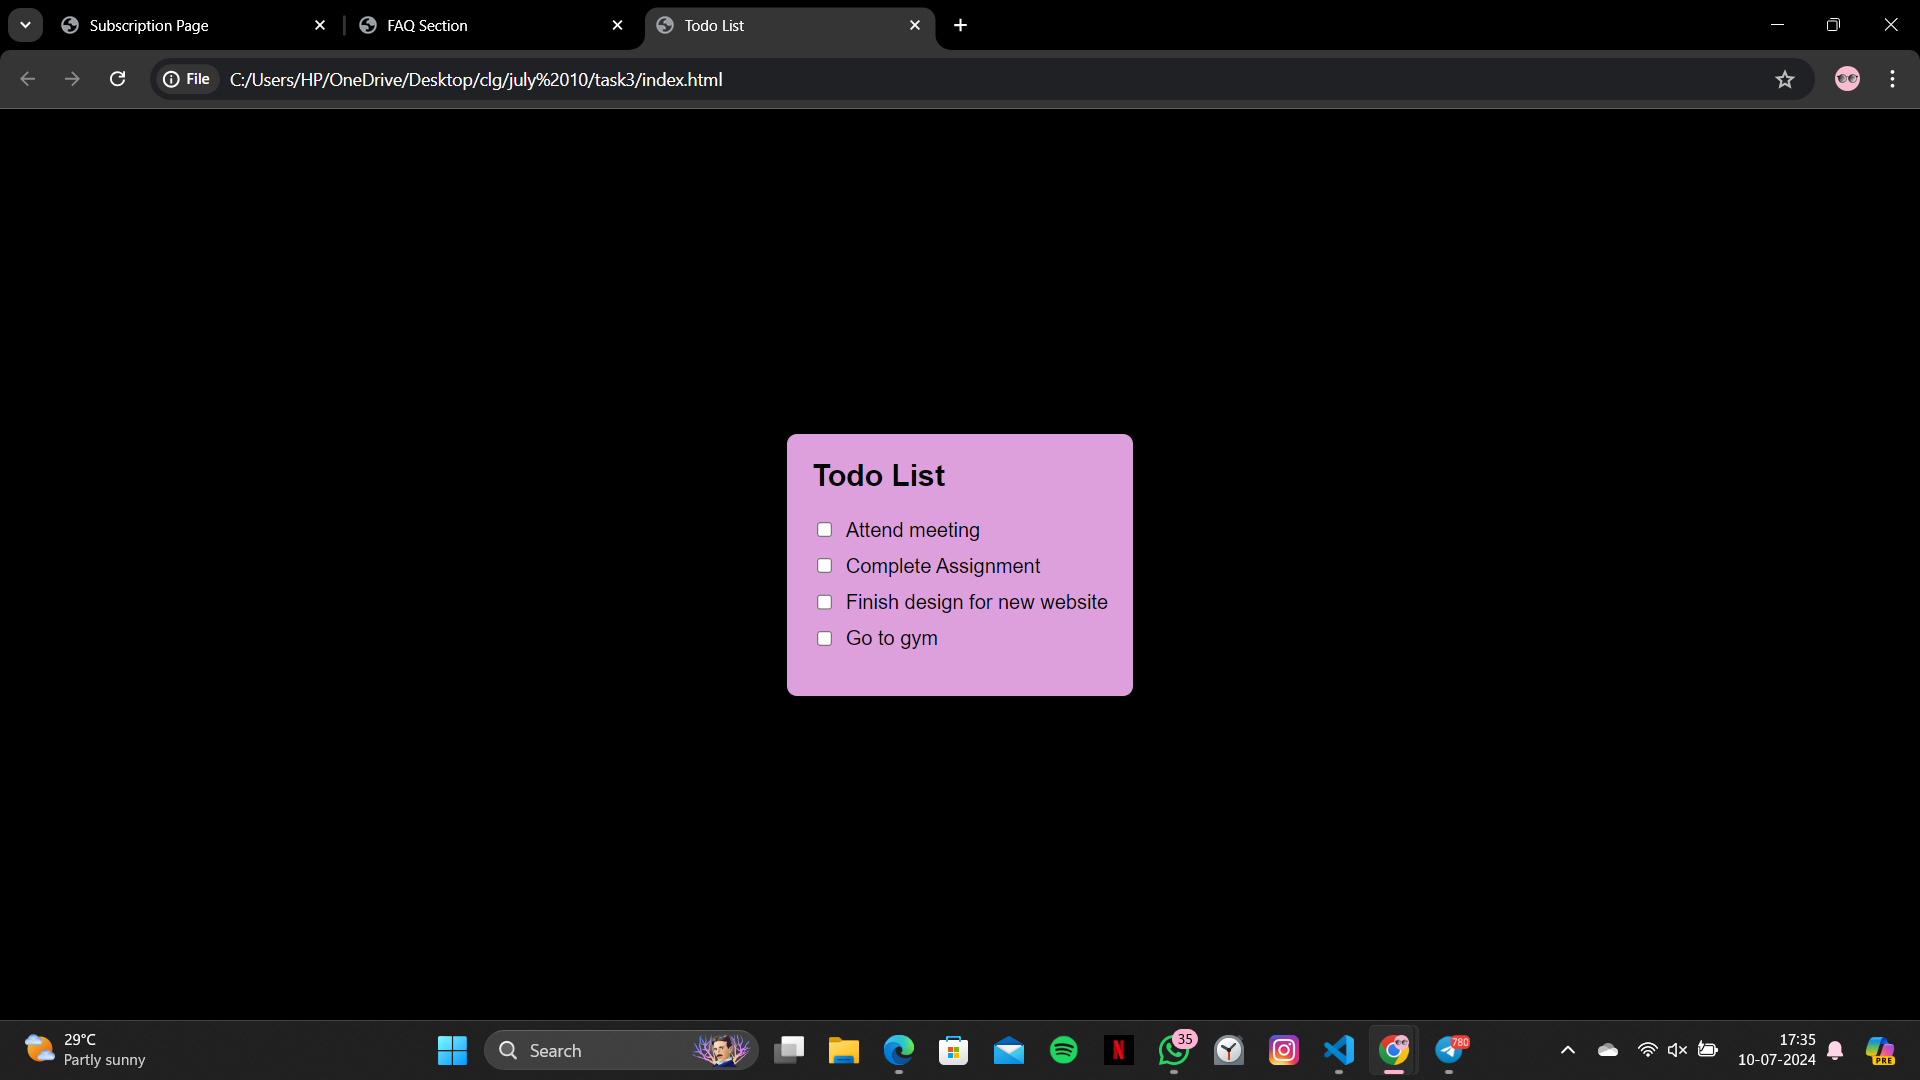 Subscription Page
FAQ Section
Todo List
File
C:/Users/HP/OneDrive/Desktop/clg/july%2010/task3/index.html
Todo List
Attend meeting
Complete Assignment
Finish design for new website
Go to gym
29°C
Partly sunny
Search
N
35
780
17:35
10-07-2024
PRE